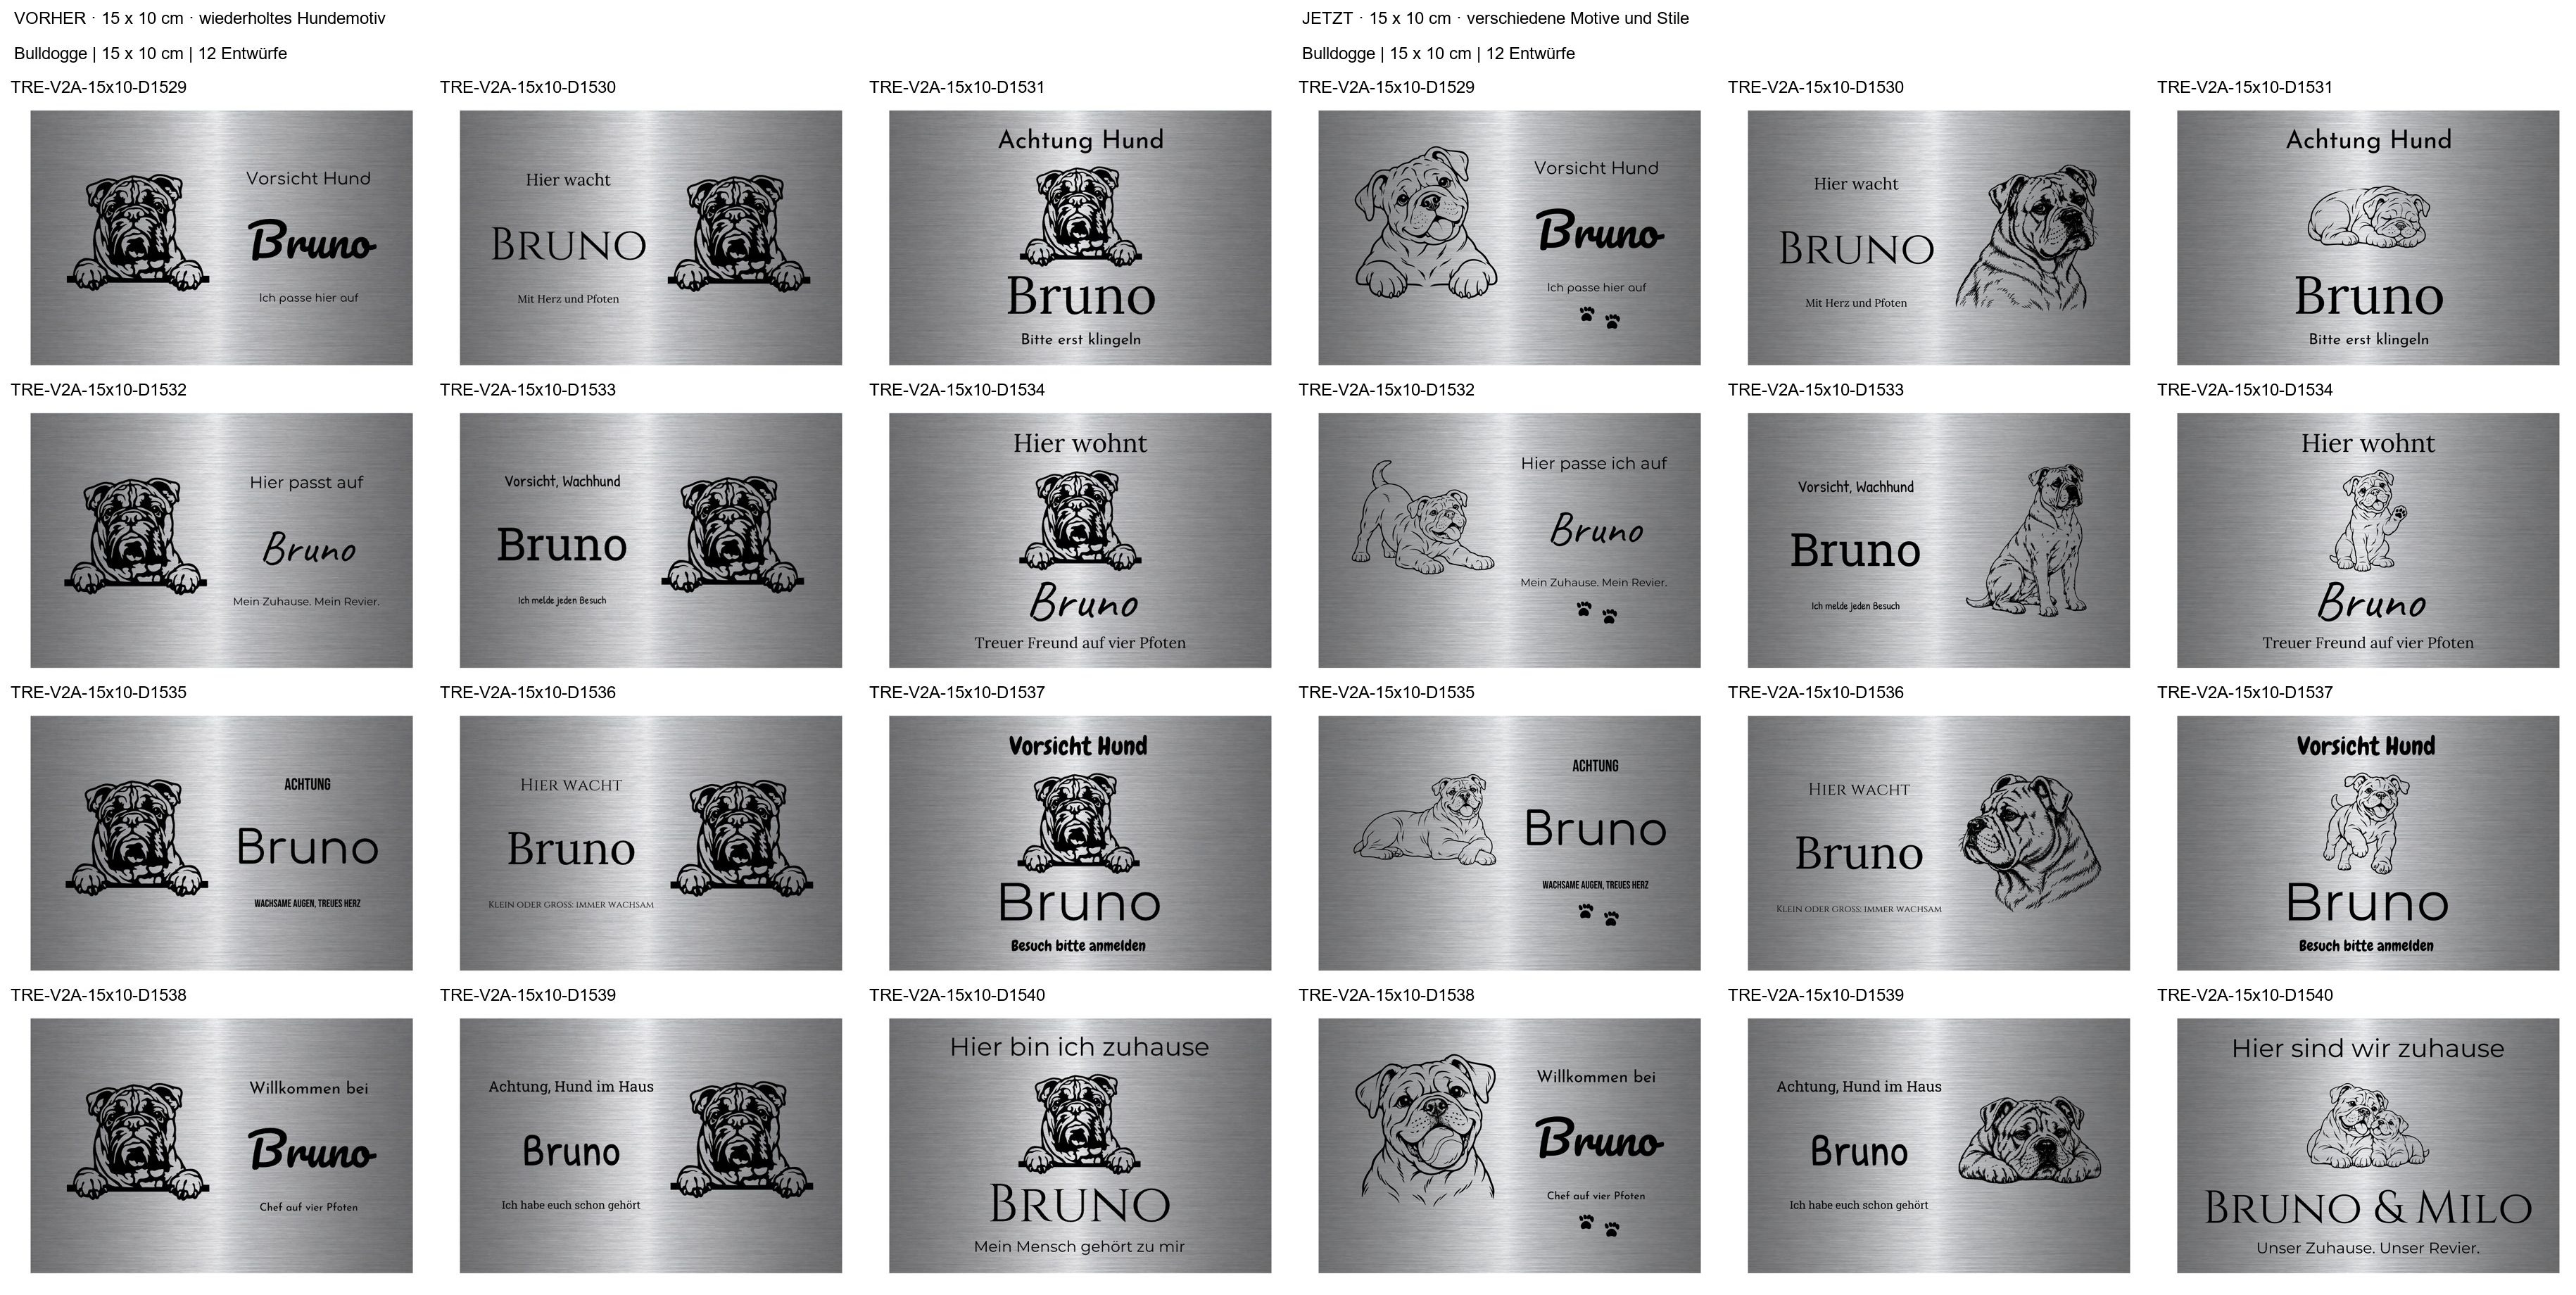 VORHER · 15 x 10 cm · wiederholtes Hundemotiv
Bulldogge | 15 x 10 cm | 12 Entwürfe
TRE-V2A-15x10-D1529
Vorsicht Hund
Bruno
Ich passe hier auf
TRE-V2A-15x10-D1530
Hier wacht
BRUNO
Mit Herz und Pfoten
TRE-V2A-15x10-D1531
Achtung Hund
Bruno
Bitte erst klingeln
TRE-V2A-15x10-D1532
Hier passt auf
Bruno
Mein Zuhause. Mein Revier.
TRE-V2A-15x10-D1533
Vorsicht, Wachhund
Bruno
Ich melde jeden Besuch
TRE-V2A-15x10-D1534
Hier wohnt
Bruno
Treuer Freund auf vier Pfoten
TRE-V2A-15x10-D1535
ACHTUNG
Bruno
WACHSAME AUGEN, TREUES HERZ
TRE-V2A-15x10-D1536
HIER WACHT
Bruno
KLEIN ODER GROSS: IMMER WACHSAM
TRE-V2A-15x10-D1537
Vorsicht Hund
Bruno
Besuch bitte anmelden
TRE-V2A-15x10-D1538
Willkommen bei
Bruno
Chef auf vier Pfoten
TRE-V2A-15x10-D1539
Achtung, Hund im Haus
Bruno
Ich habe euch schon gehört
TRE-V2A-15x10-D1540
Hier bin ich zuhause
BRUNO
Mein Mensch gehört zu mir
JETZT · 15 x 10 cm · verschiedene Motive und Stile
Bulldogge | 15 x 10 cm | 12 Entwürfe
TRE-V2A-15x10-D1529
Vorsicht Hund
Bruno
Ich passe hier auf
TRE-V2A-15x10-D1530
Hier wacht
BRUNO
Mit Herz und Pfoten
TRE-V2A-15x10-D1531
Achtung Hund
Bruno
Bitte erst klingeln
TRE-V2A-15x10-D1532
Hier passe ich auf
Bruno
Mein Zuhause. Mein Revier.
TRE-V2A-15x10-D1533
Vorsicht, Wachhund
Bruno
Ich melde jeden Besuch
TRE-V2A-15x10-D1534
Hier wohnt
Bruno
Treuer Freund auf vier Pfoten
TRE-V2A-15x10-D1535
ACHTUNG
Bruno
WACHSAME AUGEN, TREUES HERZ
TRE-V2A-15x10-D1536
HIER WACHT
Bruno
KLEIN ODER GROSS: IMMER WACHSAM
TRE-V2A-15x10-D1537
Vorsicht Hund
Bruno
Besuch bitte anmelden
TRE-V2A-15x10-D1538
Willkommen bei
Bruno
Chef auf vier Pfoten
TRE-V2A-15x10-D1539
Achtung, Hund im Haus
Bruno
Ich habe euch schon gehört
TRE-V2A-15x10-D1540
Hier sind wir zuhause
BRUNO & MILO
Unser Zuhause. Unser Revier.